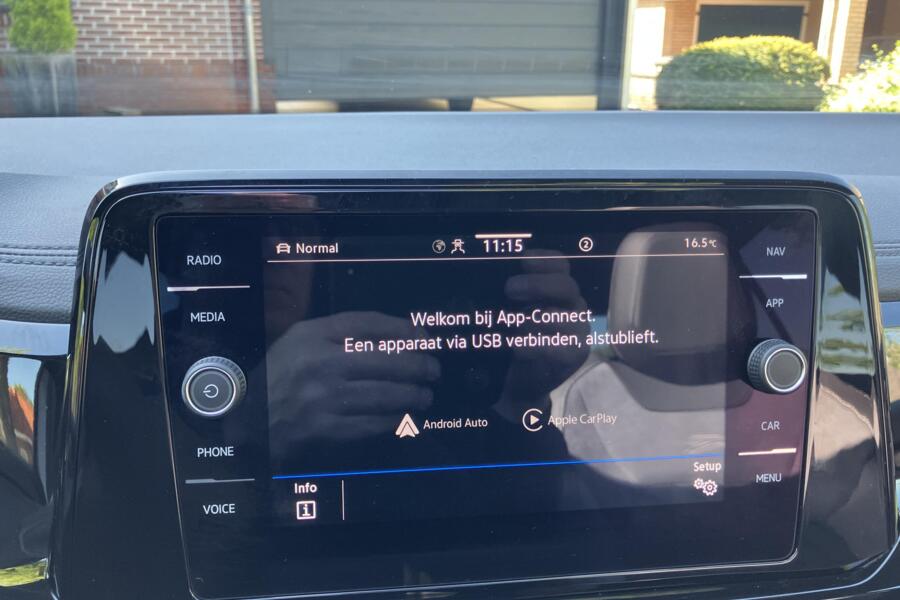 RADIO
MEDIA
PHONE
VOICE
Normal
11:15
2
16.5°C
Welkom bij App-Connect.
Een apparaat via USB verbinden, alstublieft.
Android Auto
Apple CarPlay
Info
i
Setup
NAV
APP
CAR
MENU